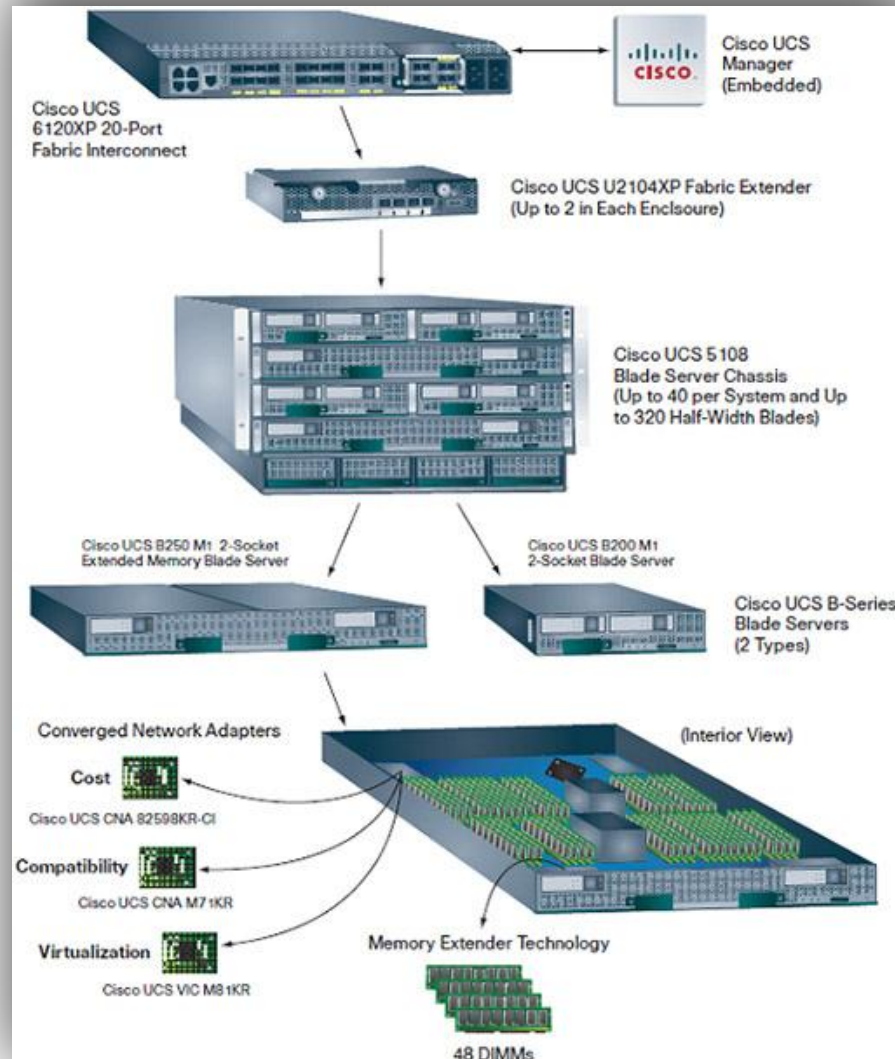 CISCO
Cisco UCS
Manager
(Embedded)
Cisco UCS
6120XP 20-Port
Fabric Interconnect
Cisco UCS U2104XP Fabric Extender
(Up to 2 in Each Enclsoure)
Cisco UCS 5108
Blade Server Chassis
(Up to 40 per System and Up
to 320 Half-Width Blades)
Cisco UCS B250 M1 2-Socket
Extended Memory Blade Server
Cisco UCS B200 M1
2-Socket Blade Server
Cisco UCS B-Series
Blade Servers
(2 Types)
Converged Network Adapters
(Interior View)
Cost
Cisco UCS CNA 82598KR-CI
Compatibility
Cisco UCS CNA M71KR
Virtualization
Cisco UCS VIC M81KR
Memory Extender Technology
48 DIMMs